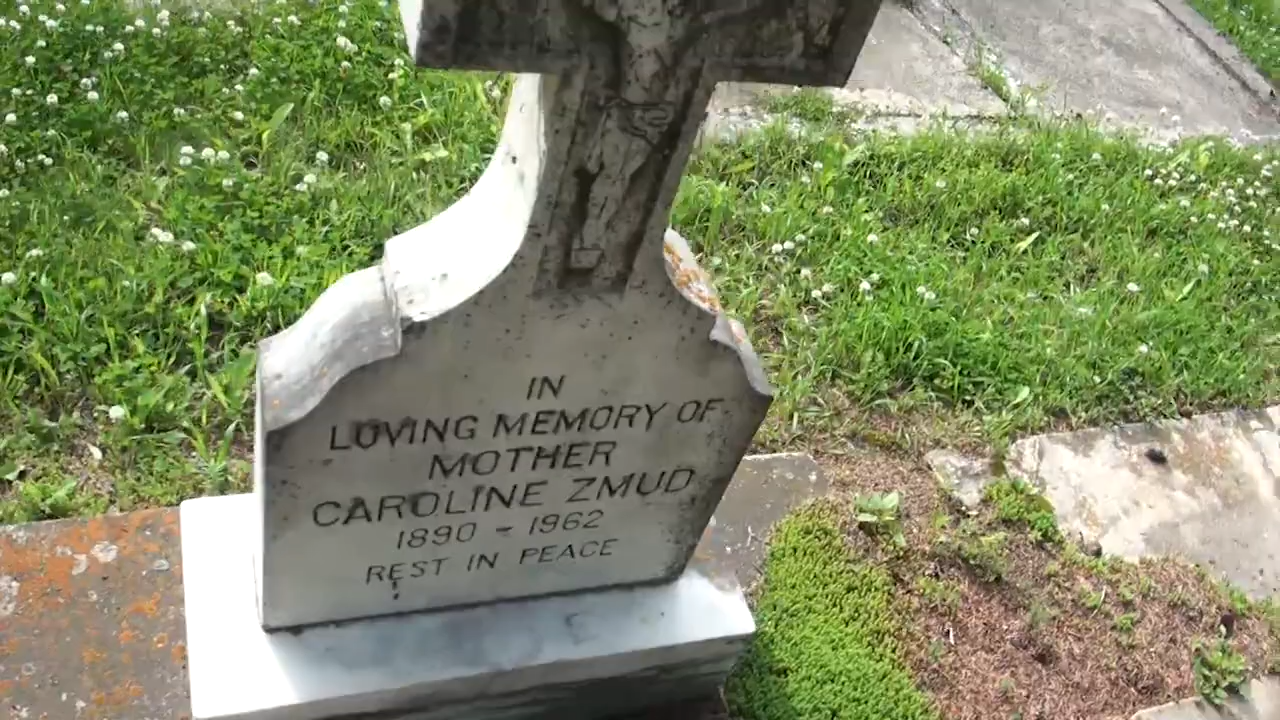 IN
LOVING MEMORY OF
MOTHER
CAROLINE ZMUD
1890 - 1962
REST IN PEACE